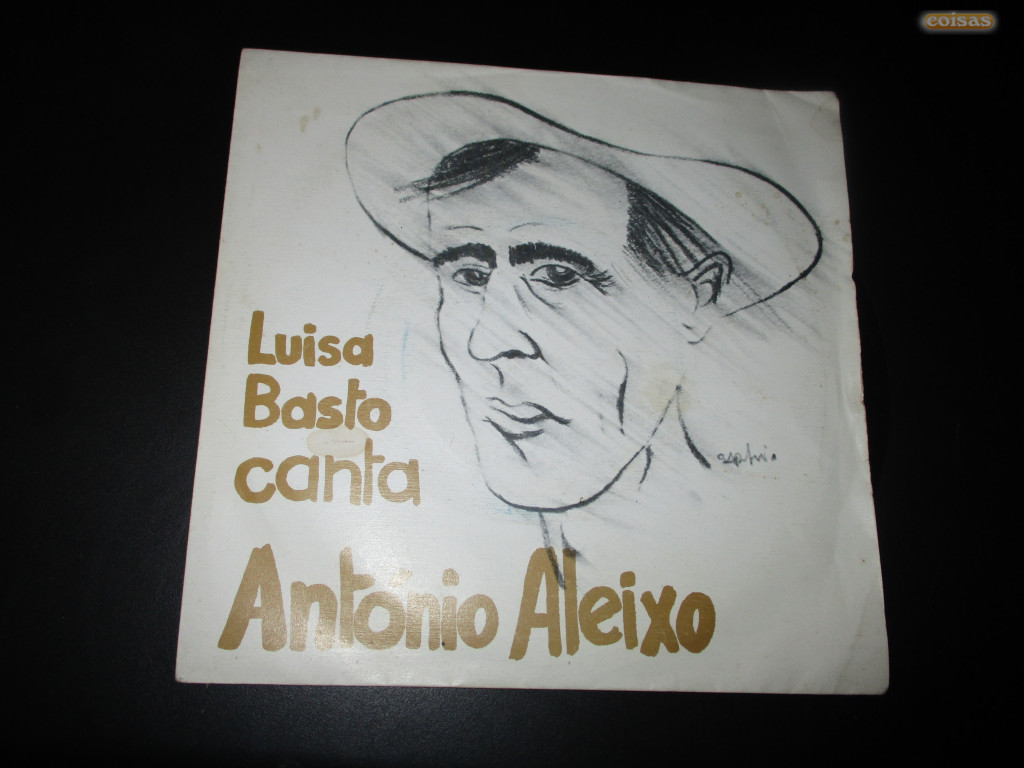 coisas
Luisa
Basto
canta
António Aleixo